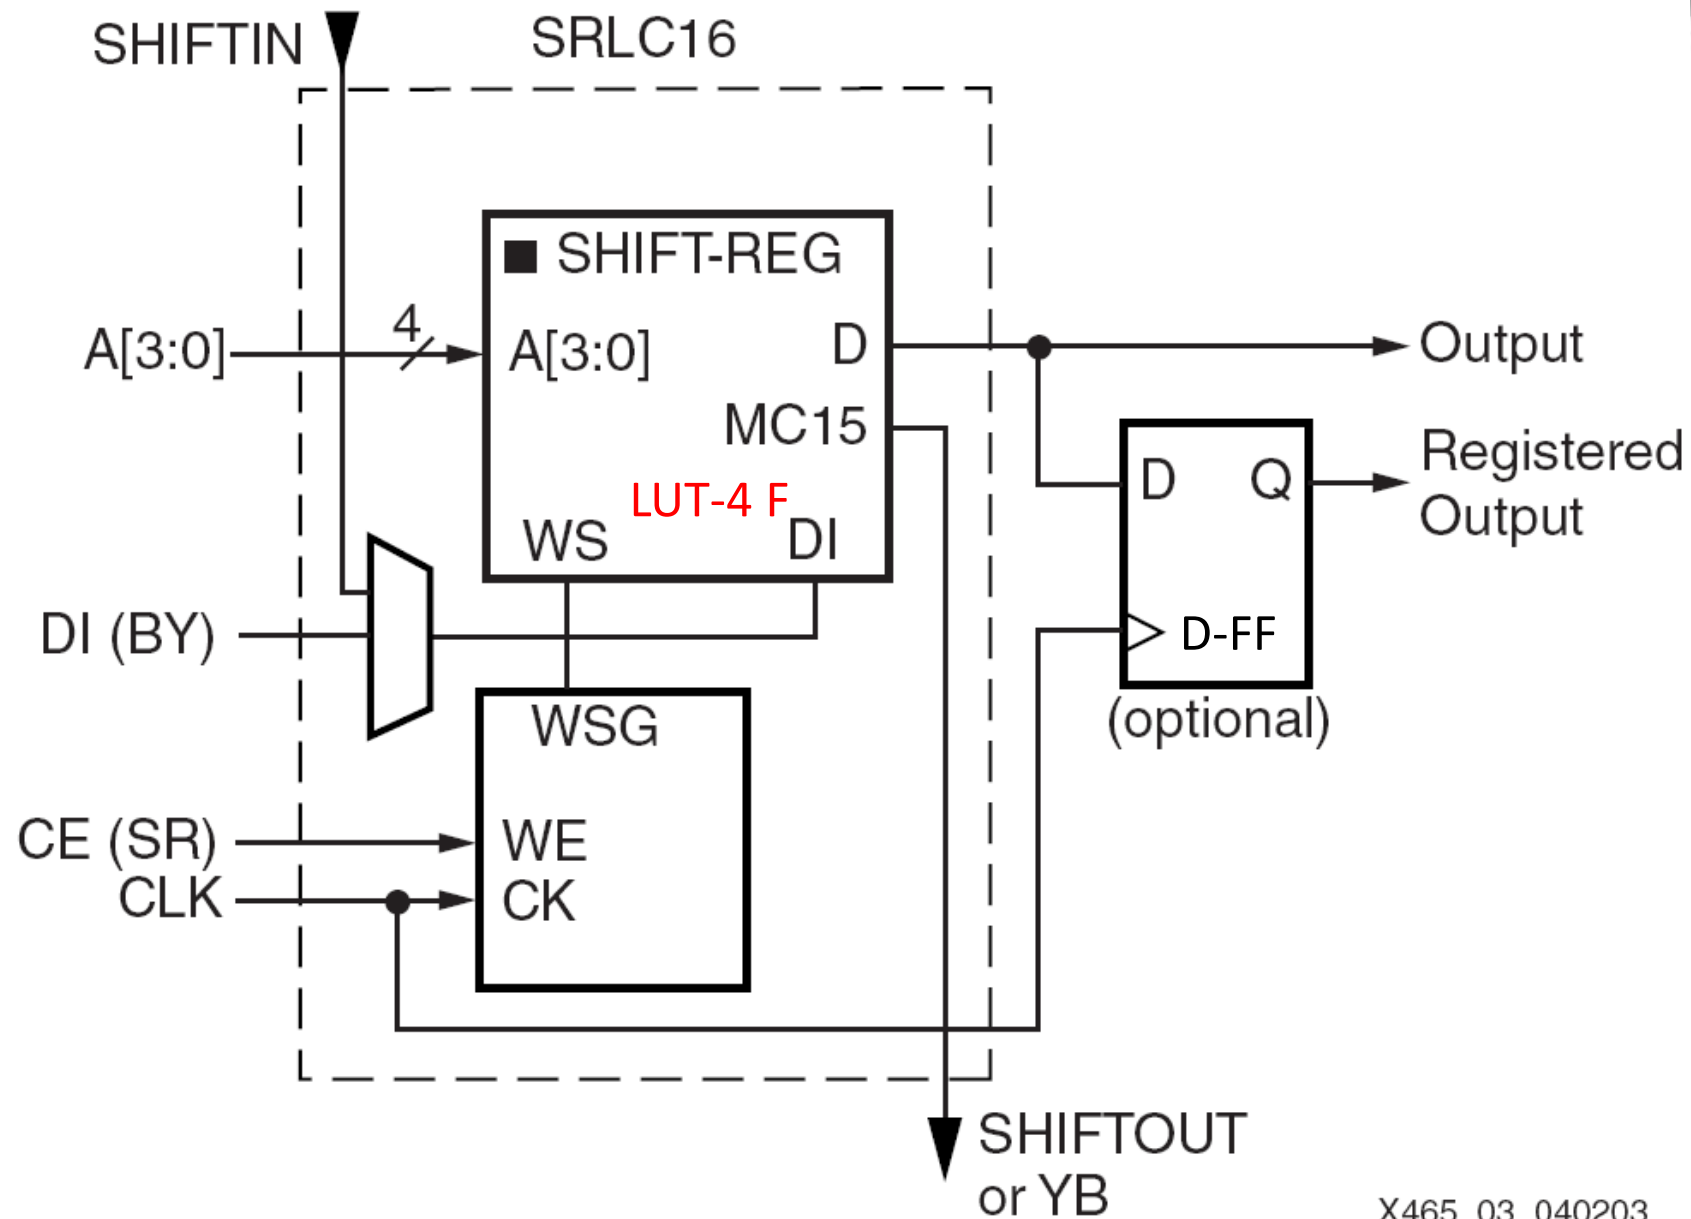 SHIFTIN
SRLC16
SHIFT-REG
A[3:0]
4
A[3:0]
D
Output
MC15
Registered
Output
LUT-4 F
WS
DI
D
Q
DI (BY)
D-FF
(optional)
WSG
CE (SR)
WE
CLK
CK
SHIFTOUT
or YB
X465_03_040203